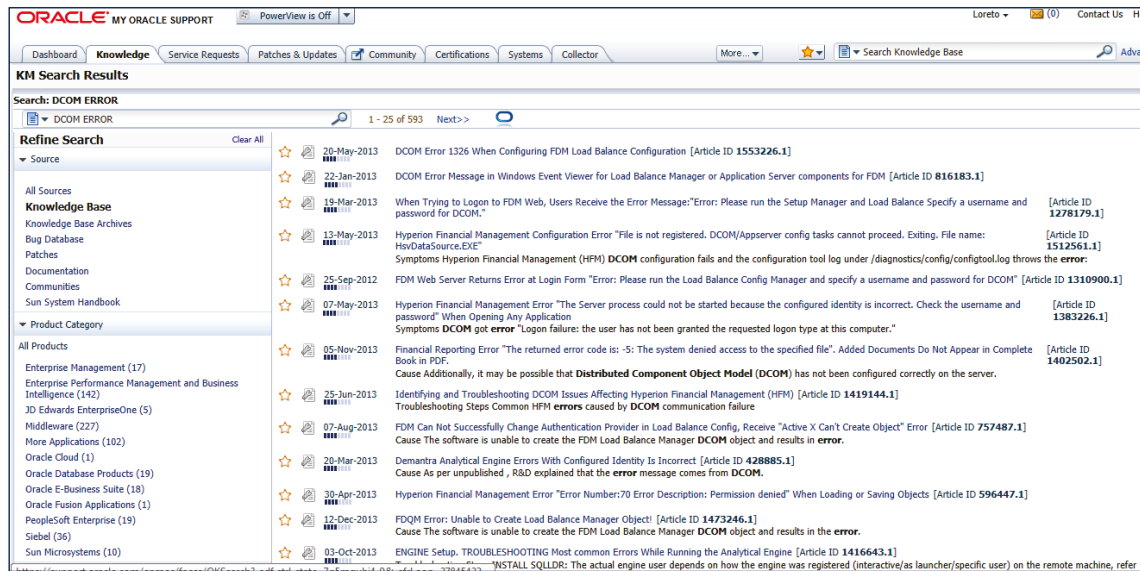 ORACLE® MY ORACLE SUPPORT PowerView is Off Loreto (0) Contact Us H
Dashboard Knowledge Service Requests Patches & Updates Community Certifications Systems Collector More... Search Knowledge Base Adva
KM Search Results
Search: DCOM ERROR
DCOM ERROR 1 - 25 of 593 Next>>
Refine Search Clear All
Source
All Sources
Knowledge Base
Knowledge Base Archives
Bug Database
Patches
Documentation
Communities
Sun System Handbook
Product Category
All Products
Enterprise Management (17)
Enterprise Performance Management and Business
Intelligence (142)
JD Edwards EnterpriseOne (5)
Middleware (227)
More Applications (102)
Oracle Cloud (1)
Oracle Database Products (19)
Oracle E-Business Suite (18)
Oracle Fusion Applications (1)
PeopleSoft Enterprise (19)
Siebel (36)
Sun Microsystems (10)
20-May-2013 DCOM Error 1326 When Configuring FDM Load Balance Configuration [Article ID 1553226.1]
22-Jan-2013 DCOM Error Message in Windows Event Viewer for Load Balance Manager or Application Server components for FDM [Article ID 816183.1]
19-Mar-2013 When Trying to Logon to FDM Web, Users Receive the Error Message:"Error: Please run the Setup Manager and Load Balance Specify a username and [Article ID
password for DCOM." 1278179.1]
13-May-2013 Hyperion Financial Management Configuration Error "File is not registered. DCOM/Appserver config tasks cannot proceed. Exiting. File name: [Article ID
HsvDataSource.EXE" 1512561.1]
Symptoms Hyperion Financial Management (HFM) DCOM configuration fails and the configuration tool log under /diagnostics/config/configtool.log throws the error:
25-Sep-2012 FDM Web Server Returns Error at Login Form "Error: Please run the Load Balance Config Manager and specify a username and password for DCOM" [Article ID 1310900.1]
07-May-2013 Hyperion Financial Management Error "The Server process could not be started because the configured identity is incorrect. Check the username and [Article ID
password" When Opening Any Application 1383226.1]
Symptoms DCOM got error "Logon failure: the user has not been granted the requested logon type at this computer."
05-Nov-2013 Financial Reporting Error "The returned error code is: -5: The system denied access to the specified file". Added Documents Do Not Appear in Complete [Article ID
Book in PDF. 1402502.1]
Cause Additionally, it may be possible that Distributed Component Object Model (DCOM) has not been configured correctly on the server.
25-Jun-2013 Identifying and Troubleshooting DCOM Issues Affecting Hyperion Financial Management (HFM) [Article ID 1419144.1]
Troubleshooting Steps Common HFM errors caused by DCOM communication failure
07-Aug-2013 FDM Can Not Successfully Change Authentication Provider in Load Balance Config, Receive "Active X Can't Create Object" Error [Article ID 757487.1]
Cause The software is unable to create the FDM Load Balance Manager DCOM object and results in error.
20-Mar-2013 Demantra Analytical Engine Errors With Configured Identity Is Incorrect [Article ID 428885.1]
Cause As per unpublished , R&D explained that the error message comes from DCOM.
30-Apr-2013 Hyperion Financial Management Error "Error Number:70 Error Description: Permission denied" When Loading or Saving Objects [Article ID 596447.1]
12-Dec-2013 FDQM Error: Unable to Create Load Balance Manager Object! [Article ID 1473246.1]
Cause The software is unable to create the FDM Load Balance Manager DCOM object and results in the error.
03-Oct-2013 ENGINE Setup. TROUBLESHOOTING Most common Errors While Running the Analytical Engine [Article ID 1416643.1]
INSTALL SQLLDR: The actual engine user depends on how the engine was registered (interactive/as launcher/specific user) on the remote machine, refer